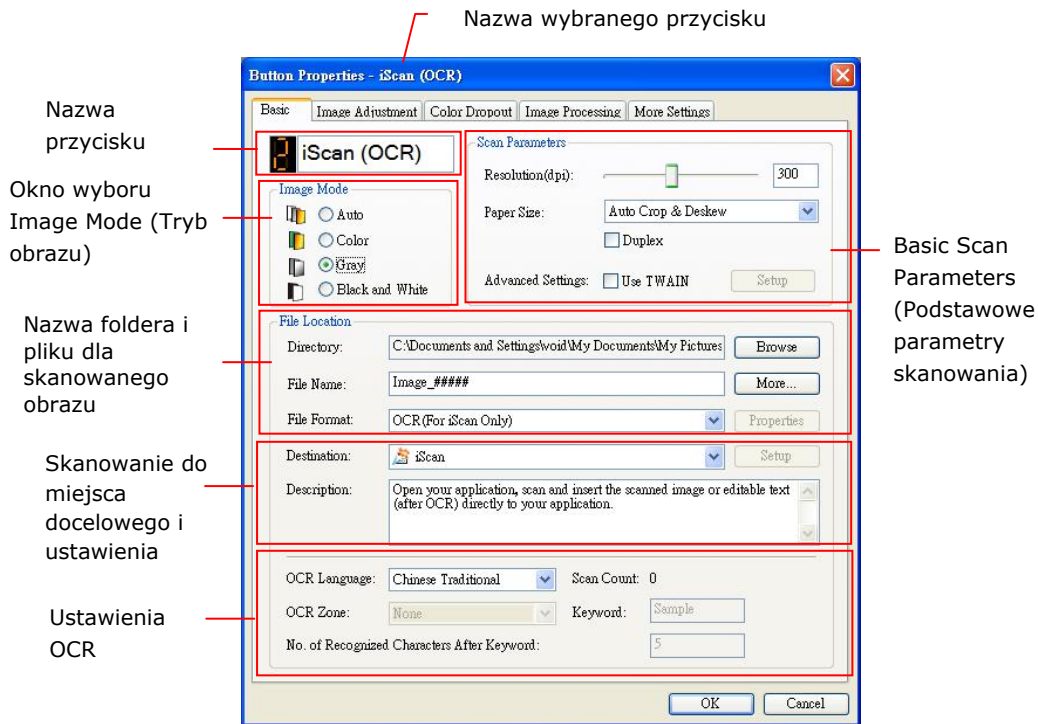 Nazwa wybranego przycisku
Button Properties - iScan (OCR)
Basic Image Adjustment Color Dropout Image Processing More Settings
Nazwa
przycisku
2 iScan (OCR)
Okno wyboru
Image Mode (Tryb
obrazu)
Image Mode
Auto
Color
Gray
Black and White
Scan Parameters
Resolution(dpi): 300
Paper Size: Auto Crop & Deskew
Duplex
Advanced Settings: Use TWAIN Setup
Basic Scan
Parameters
(Podstawowe
parametry
skanowania)
Nazwa foldera i
pliku dla
skanowanego
obrazu
File Location
Directory: C:\Documents and Settings\void\My Documents\My Pictures Browse
File Name: Image_##### More...
File Format: OCR(For iScan Only) Properties
Skanowanie do
miejsca
docelowego i
ustawienia
Destination: iScan Setup
Description: Open your application, scan and insert the scanned image or editable text
(after OCR) directly to your application.
Ustawienia
OCR
OCR Language: Chinese Traditional Scan Count: 0
OCR Zone: None Keyword: Sample
No. of Recognized Characters After Keyword: 5
OK Cancel